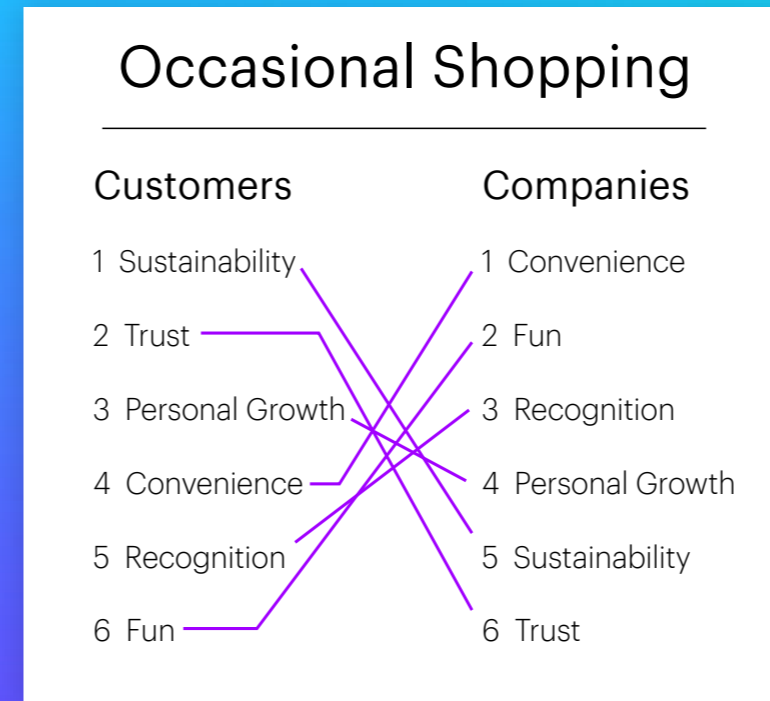 Occasional Shopping
Customers
Companies
1 Sustainability
1 Convenience
2 Trust
2 Fun
3 Personal Growth
3 Recognition
4 Convenience
4 Personal Growth
5 Recognition
5 Sustainability
6 Fun
6 Trust